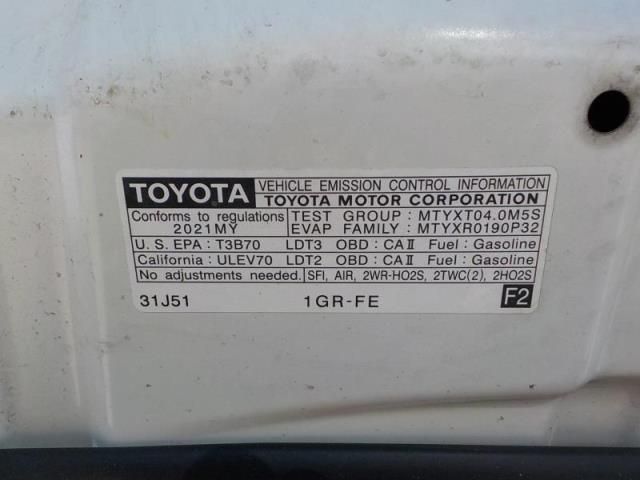 TOYOTA VEHICLE EMISSION CONTROL INFORMATION
TOYOTA MOTOR CORPORATION
Conforms to regulations TEST GROUP : MTYXT04.0M5S
2021MY EVAP FAMILY : MTYXR0190P32
U.S. EPA : T3B70 LDT3 OBD : CAⅡ Fuel : Gasoline
California : ULEV70 LDT2 OBD : CAⅡ Fuel : Gasoline
No adjustments needed. SFI, AIR, 2WR-HO2S, 2TWC(2), 2HO2S
31J51 1GR-FE F2